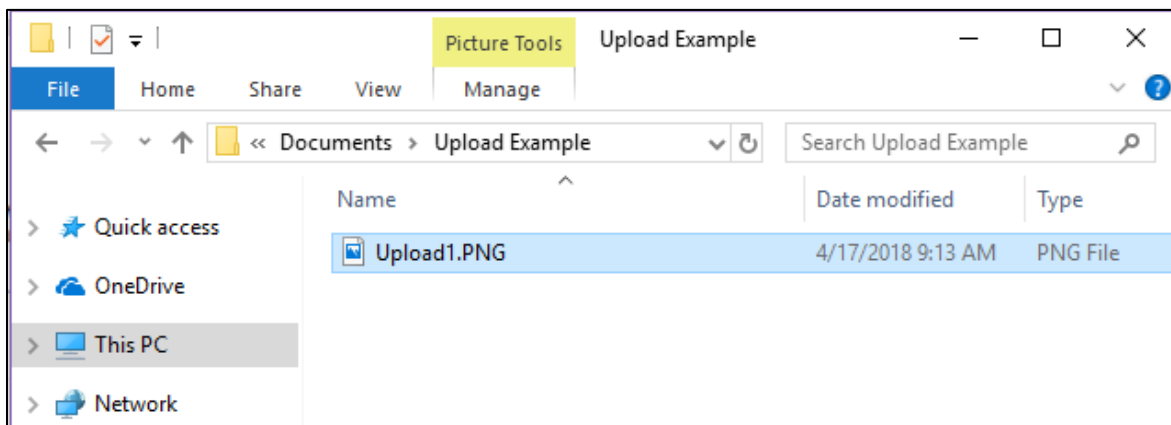 Picture Tools Upload Example
File Home Share View Manage ?
« Documents > Upload Example Search Upload Example
Name Date modified Type
Quick access
Upload1.PNG 4/17/2018 9:13 AM PNG File
OneDrive
This PC
Network